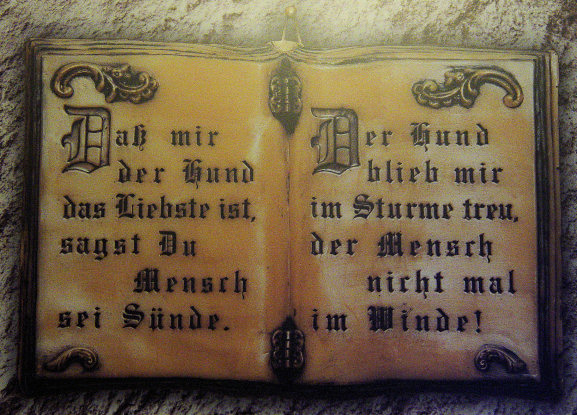 Daß mir
der Hund
das Liebste ist,
sagst Du
Mensch
sei Sünde.
Der Hund
blieb mir
im Sturme treu,
der Mensch
nicht mal
im Winde!